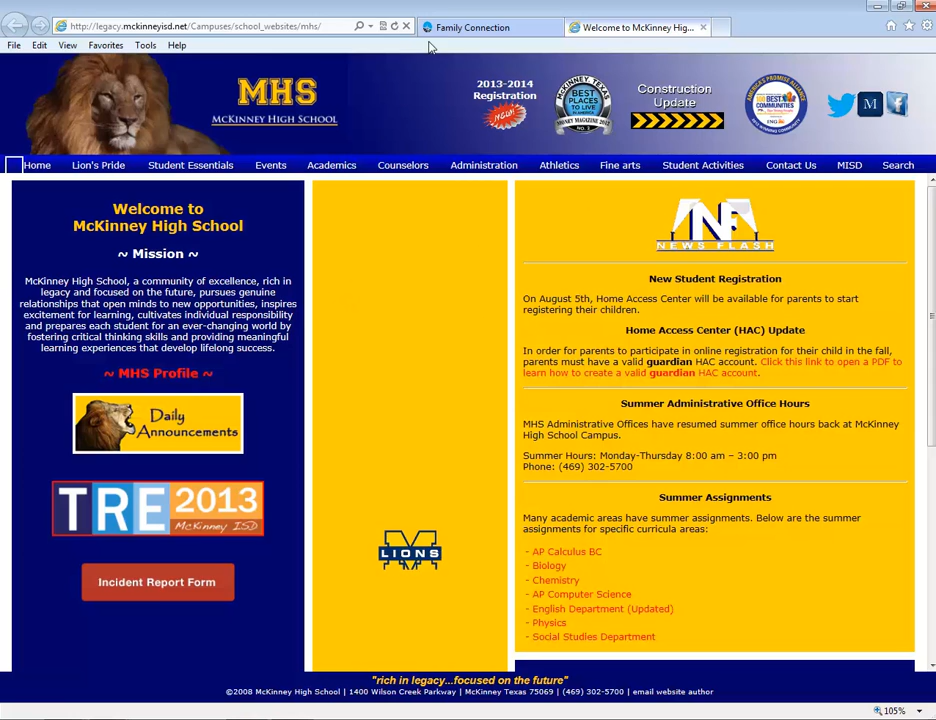 http://legacy.mckinneyisd.net/Campuses/school_websites/mhs/
Family Connection
Welcome to McKinney Hig...
File Edit View Favorites Tools Help
MHS
McKINNEY HIGH SCHOOL
2013-2014
Registration
NEW!
McKINNEY, TEXAS
BEST
PLACES
TO LIVE
MONEY MAGAZINE 2012
NO. 2
Construction
Update
AMERICA'S PROMISE ALLIANCE
100 BEST
COMMUNITIES
For Young People
ING
M
Home Lion's Pride Student Essentials Events Academics Counselors Administration Athletics Fine arts Student Activities Contact Us MISD Search
Welcome to
McKinney High School
~ Mission ~
McKinney High School, a community of excellence, rich in
legacy and focused on the future, pursues genuine
relationships that open minds to new opportunities, inspires
excitement for learning, cultivates individual responsibility
and prepares each student for an ever-changing world by
fostering critical thinking skills and providing meaningful
learning experiences that develop lifelong success.
~ MHS Profile ~
Daily
Announcements
TRE 2013
McKinney ISD
Incident Report Form
LIONS
NF
NEWS FLASH
New Student Registration
On August 5th, Home Access Center will be available for parents to start
registering their children.
Home Access Center (HAC) Update
In order for parents to participate in online registration for their child in the fall,
parents must have a valid guardian HAC account. Click this link to open a PDF to
learn how to create a valid guardian HAC account.
Summer Administrative Office Hours
MHS Administrative Offices have resumed summer office hours back at McKinney
High School Campus.
Summer Hours: Monday-Thursday 8:00 am – 3:00 pm
Phone: (469) 302-5700
Summer Assignments
Many academic areas have summer assignments. Below are the summer
assignments for specific curricula areas:
- AP Calculus BC
- Biology
- Chemistry
- AP Computer Science
- English Department (Updated)
- Physics
- Social Studies Department
"rich in legacy...focused on the future"
©2008 McKinney High School | 1400 Wilson Creek Parkway | McKinney Texas 75069 | (469) 302-5700 | email website author
105%